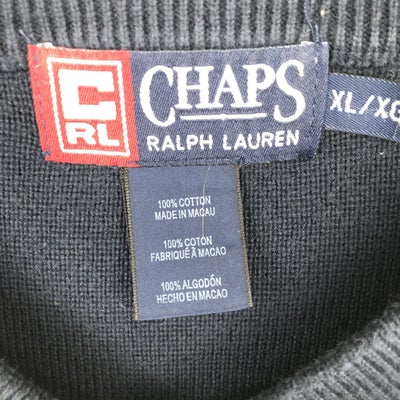 C
RL
CHAPS
RALPH LAUREN
XL/XG
100% COTTON
MADE IN MACAU
100% COTON
FABRIQUÉ À MACAO
100% ALGODÓN
HECHO EN MACAO